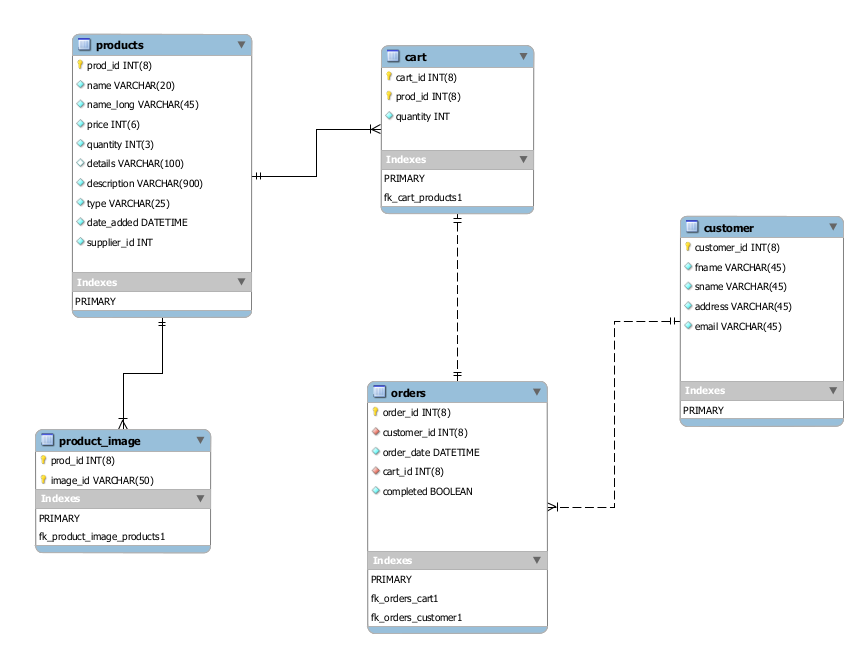 products
prod_id INT(8)
name VARCHAR(20)
name_long VARCHAR(45)
price INT(6)
quantity INT(3)
details VARCHAR(100)
description VARCHAR(900)
type VARCHAR(25)
date_added DATETIME
supplier_id INT
Indexes
PRIMARY
cart
cart_id INT(8)
prod_id INT(8)
quantity INT
Indexes
PRIMARY
fk_cart_products1
customer
customer_id INT(8)
fname VARCHAR(45)
sname VARCHAR(45)
address VARCHAR(45)
email VARCHAR(45)
Indexes
PRIMARY
product_image
prod_id INT(8)
image_id VARCHAR(50)
Indexes
PRIMARY
fk_product_image_products1
orders
order_id INT(8)
customer_id INT(8)
order_date DATETIME
cart_id INT(8)
completed BOOLEAN
Indexes
PRIMARY
fk_orders_cart1
fk_orders_customer1